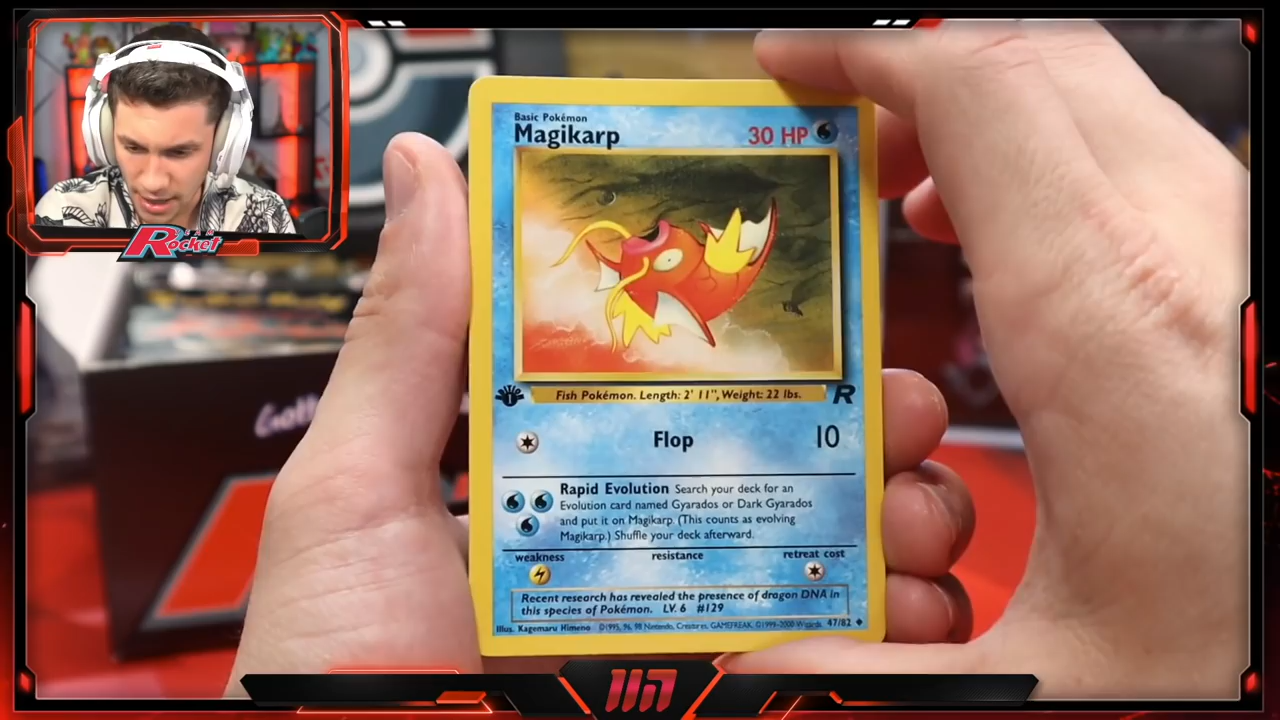 TEAM
Rocket
Basic Pokémon
Magikarp
30 HP
EDITION
1
Fish Pokémon. Length: 2' 11", Weight: 22 lbs.
R
Flop
10
Rapid Evolution Search your deck for an
Evolution card named Gyarados or Dark Gyarados
and put it on Magikarp. (This counts as evolving
Magikarp.) Shuffle your deck afterward.
weakness
resistance
retreat cost
Recent research has revealed the presence of dragon DNA in
this species of Pokémon. LV. 6 #129
Illus. Kagemaru Himeno ©1995, 96, 98 Nintendo, Creatures, GAMEFREAK. ©1999-2000 Wizards. 47/82